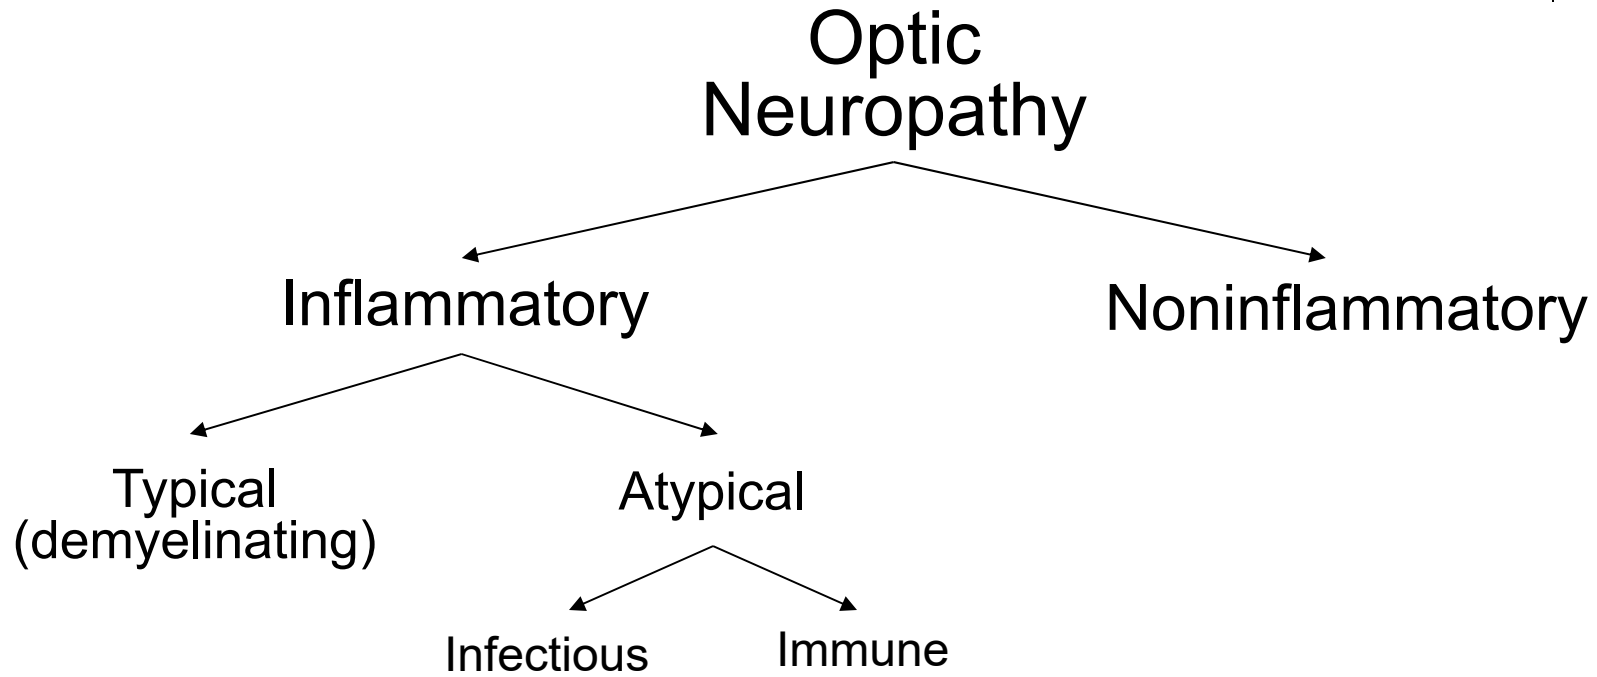 Optic
Neuropathy
Inflammatory
Noninflammatory
Typical
(demyelinating)
Atypical
Infectious
Immune